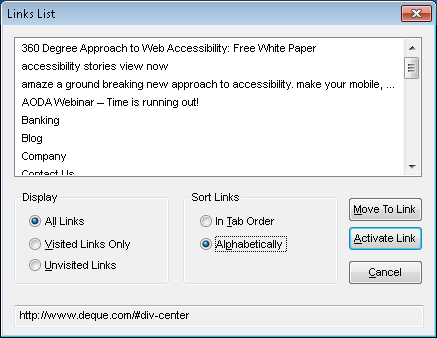 Links List
360 Degree Approach to Web Accessibility: Free White Paper
accessibility stories view now
amaze a ground breaking new approach to accessibility. make your mobile, ...
AODA Webinar – Time is running out!
Banking
Blog
Company
Contact Us
Display
All Links
Visited Links Only
Unvisited Links
Sort Links
In Tab Order
Alphabetically
Move To Link
Activate Link
Cancel
http://www.deque.com/#div-center